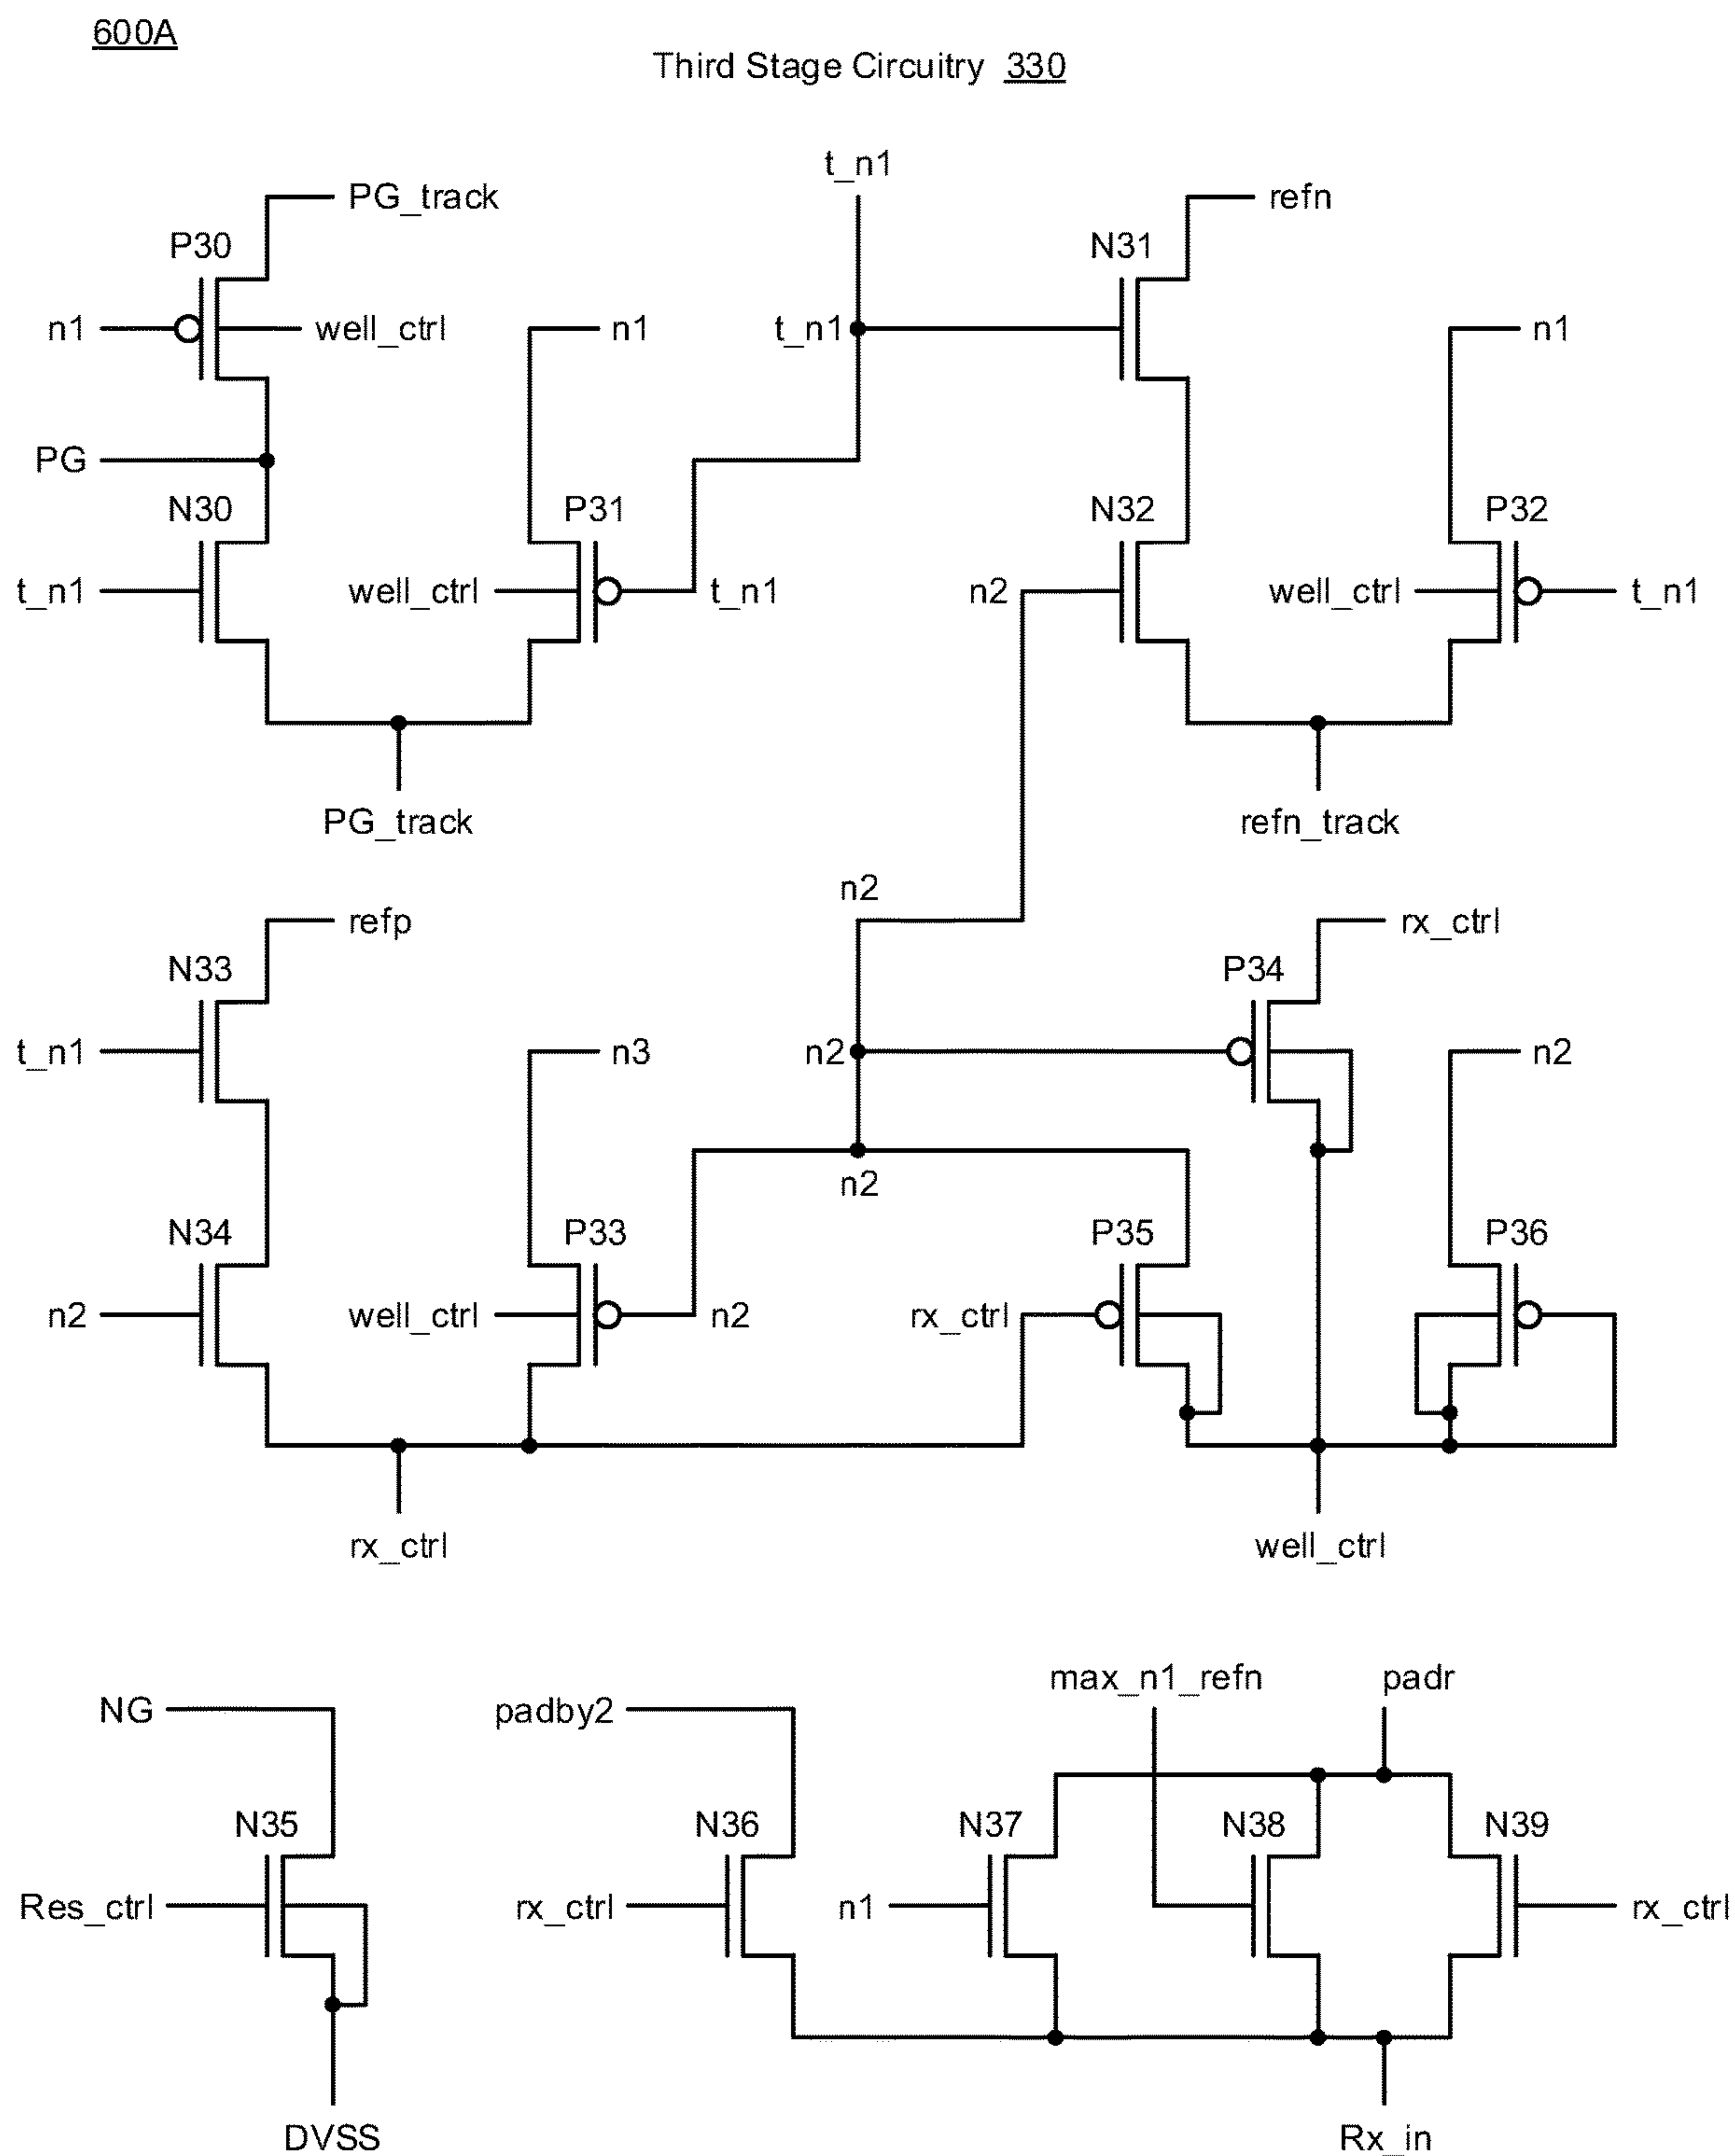 600A
Third Stage Circuitry 330
t_n1
PG_track
refn
P30
N31
n1
well_ctrl
n1
t_n1
n1
PG
N30
P31
N32
P32
t_n1
well_ctrl
t_n1
n2
well_ctrl
t_n1
PG_track
refn_track
n2
refp
rx_ctrl
N33
P34
t_n1
n3
n2
n2
n2
N34
P33
P35
P36
n2
well_ctrl
n2
rx_ctrl
rx_ctrl
well_ctrl
max_n1_refn
padr
NG
padby2
N35
N36
N37
N38
N39
Res_ctrl
rx_ctrl
n1
rx_ctrl
DVSS
Rx_in